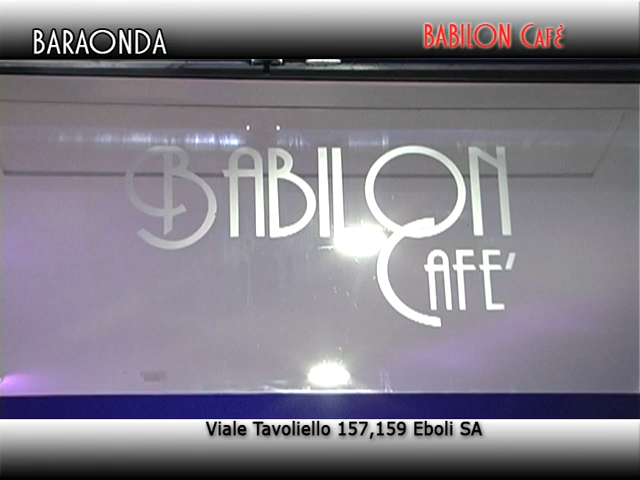 BARAONDA
BABILON CAFÈ
BABILON
CAFE'
Viale Tavoliello 157,159 Eboli SA